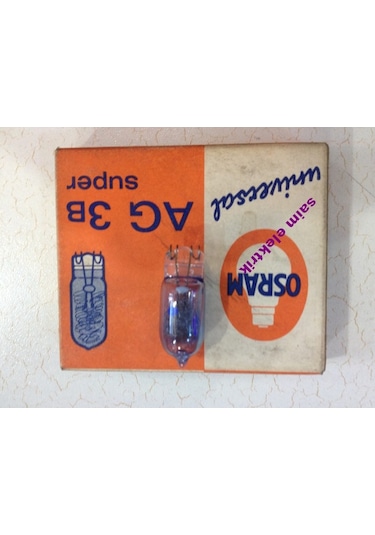 OSRAM
universal
AG 3B
super
saim elektrik